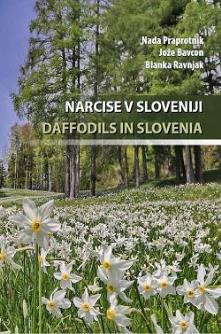 Nada Praprotnik
Jože Bavcon
Blanka Ravnjak
NARCISE V SLOVENIJI
DAFFODILS IN SLOVENIA